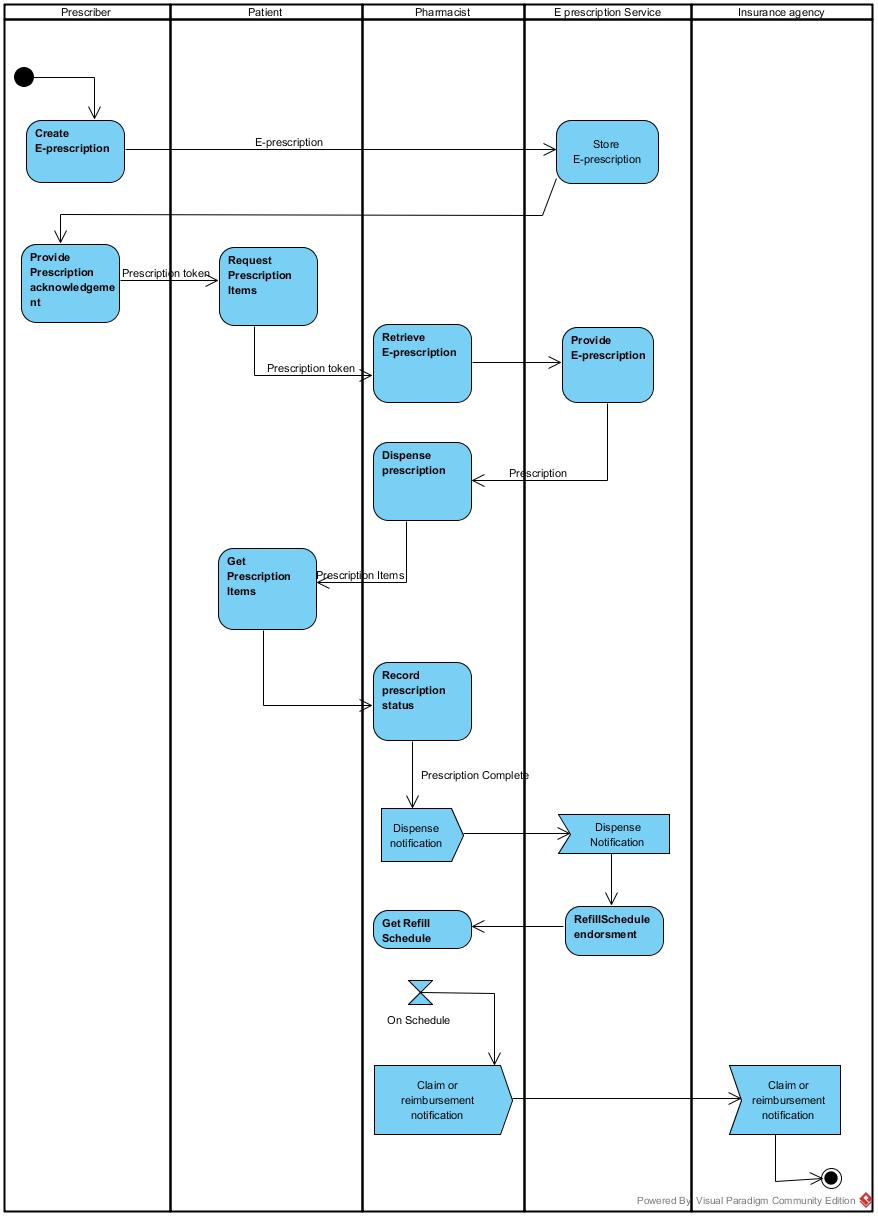 Prescriber
Patient
Pharmacist
E prescription Service
Insurance agency
Create
E-prescription
E-prescription
Store
E-prescription
Provide
Prescription
acknowledgeme
nt
Prescription token
Request
Prescription
Items
Prescription token
Retrieve
E-prescription
Provide
E-prescription
Dispense
prescription
Prescription
Get
Prescription
Items
Prescription Items
Record
prescription
status
Prescription Complete
Dispense
notification
Dispense
Notification
Get Refill
Schedule
RefillSchedule
endorsment
On Schedule
Claim or
reimbursement
notification
Claim or
reimbursement
notification
Powered By Visual Paradigm Community Edition